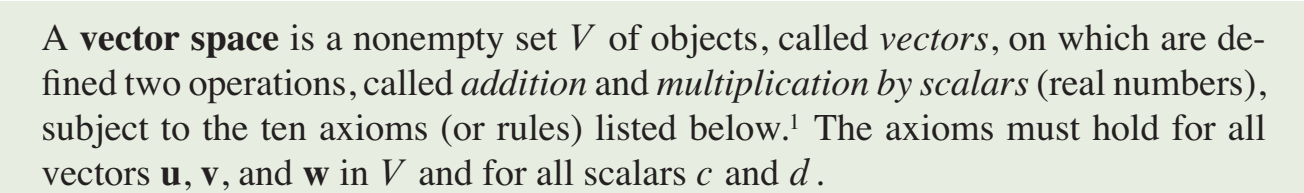 A vector space is a nonempty set V of objects, called vectors, on which are de-
fined two operations, called addition and multiplication by scalars (real numbers),
subject to the ten axioms (or rules) listed below.¹ The axioms must hold for all
vectors u, v, and w in V and for all scalars c and d.